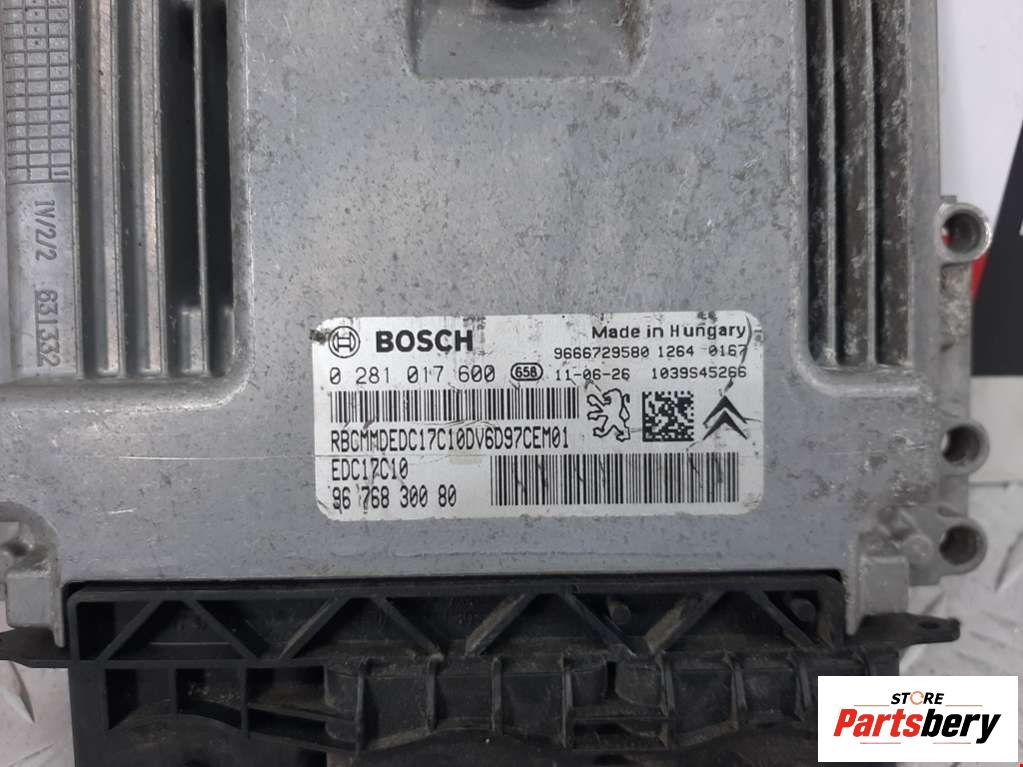 1V/2/2 631332
BOSCH
Made in Hungary
9666729580 1264 0167
0 281 017 600 658 11-06-26 1039S45266
RBCMMDEDC17C10DV6D97CEM01
EDC17C10
96 768 300 80
STORE
Partsbery